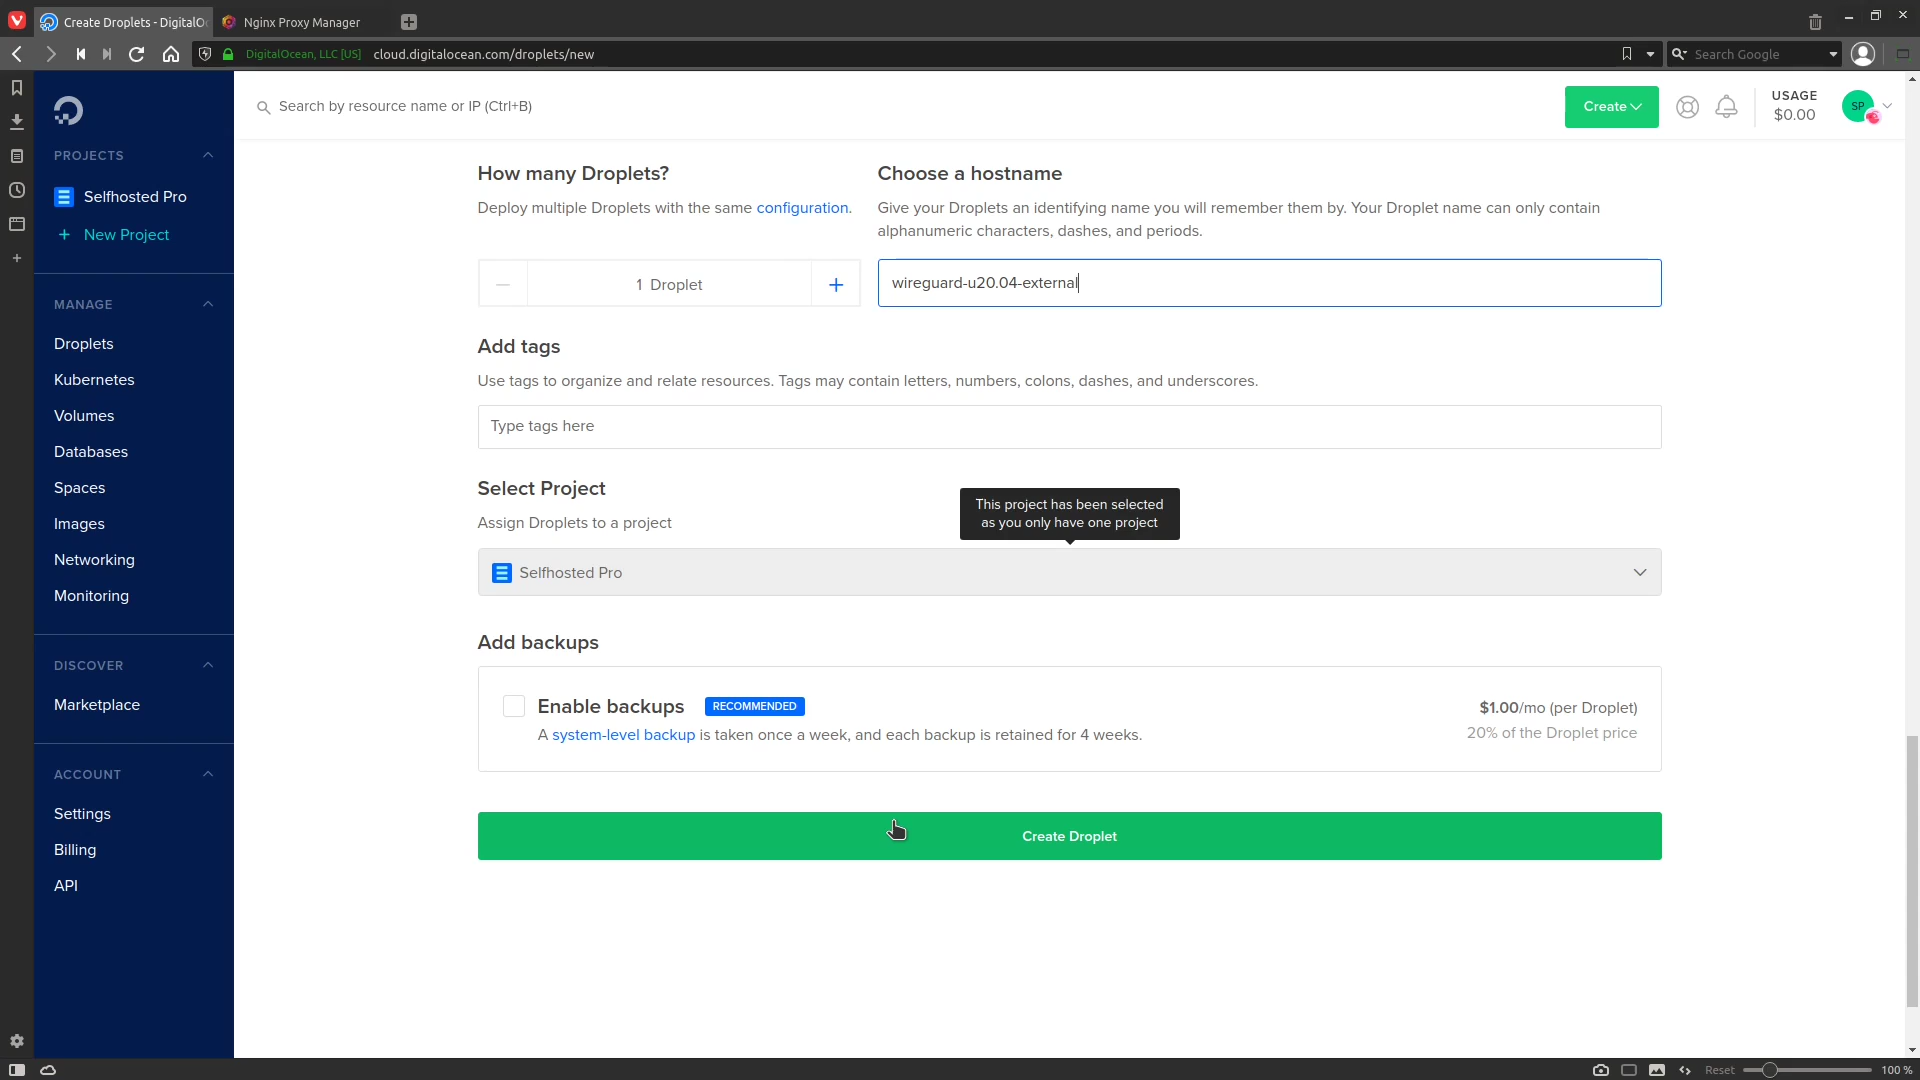 Create Droplets - DigitalOc
Nginx Proxy Manager
DigitalOcean, LLC [US]
cloud.digitalocean.com/droplets/new
Search Google
Search by resource name or IP (Ctrl+B)
Create
USAGE
$0.00
SP
PROJECTS
Selfhosted Pro
+ New Project
MANAGE
Droplets
Kubernetes
Volumes
Databases
Spaces
Images
Networking
Monitoring
DISCOVER
Marketplace
ACCOUNT
Settings
Billing
API
How many Droplets?
Deploy multiple Droplets with the same configuration.
1 Droplet
Choose a hostname
Give your Droplets an identifying name you will remember them by. Your Droplet name can only contain
alphanumeric characters, dashes, and periods.
wireguard-u20.04-external
Add tags
Use tags to organize and relate resources. Tags may contain letters, numbers, colons, dashes, and underscores.
Type tags here
Select Project
Assign Droplets to a project
This project has been selected
as you only have one project
Selfhosted Pro
Add backups
Enable backups RECOMMENDED
A system-level backup is taken once a week, and each backup is retained for 4 weeks.
$1.00/mo (per Droplet)
20% of the Droplet price
Create Droplet
Reset
100 %